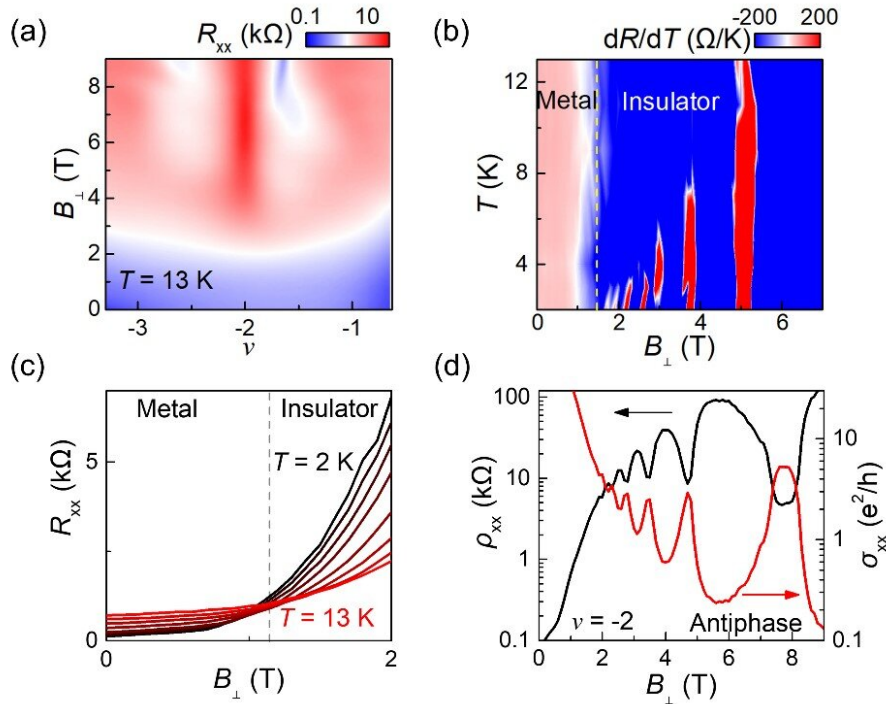 (a)
R_xx (kΩ)
0.1 10
B_⊥ (T)
8
6
4
2
0
T = 13 K
-3 -2 -1
ν
(b)
dR/dT (Ω/K)
-200 200
T (K)
12
8
4
Metal Insulator
2 4 6
B_⊥ (T)
(c)
R_xx (kΩ)
5
0
Metal Insulator
T = 2 K
T = 13 K
0 1 2
B_⊥ (T)
(d)
ρ_xx (kΩ)
100
10
1
0.1
ν = -2 Antiphase
0 2 4 6 8
B_⊥ (T)
10
1
0.1
σ_xx (e²/h)